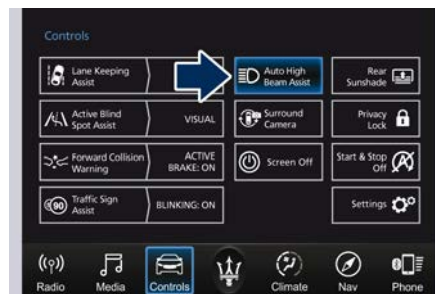 Controls
Lane Keeping
Assist
Auto High
Beam Assist
Rear
Sunshade
Active Blind
Spot Assist
VISUAL
Surround
Camera
Privacy
Lock
Forward Collision
Warning
ACTIVE
BRAKE: ON
Screen Off
Start & Stop
Off
90
Traffic Sign
Assist
BLINKING: ON
Settings
Radio
Media
Controls
Climate
Nav
Phone